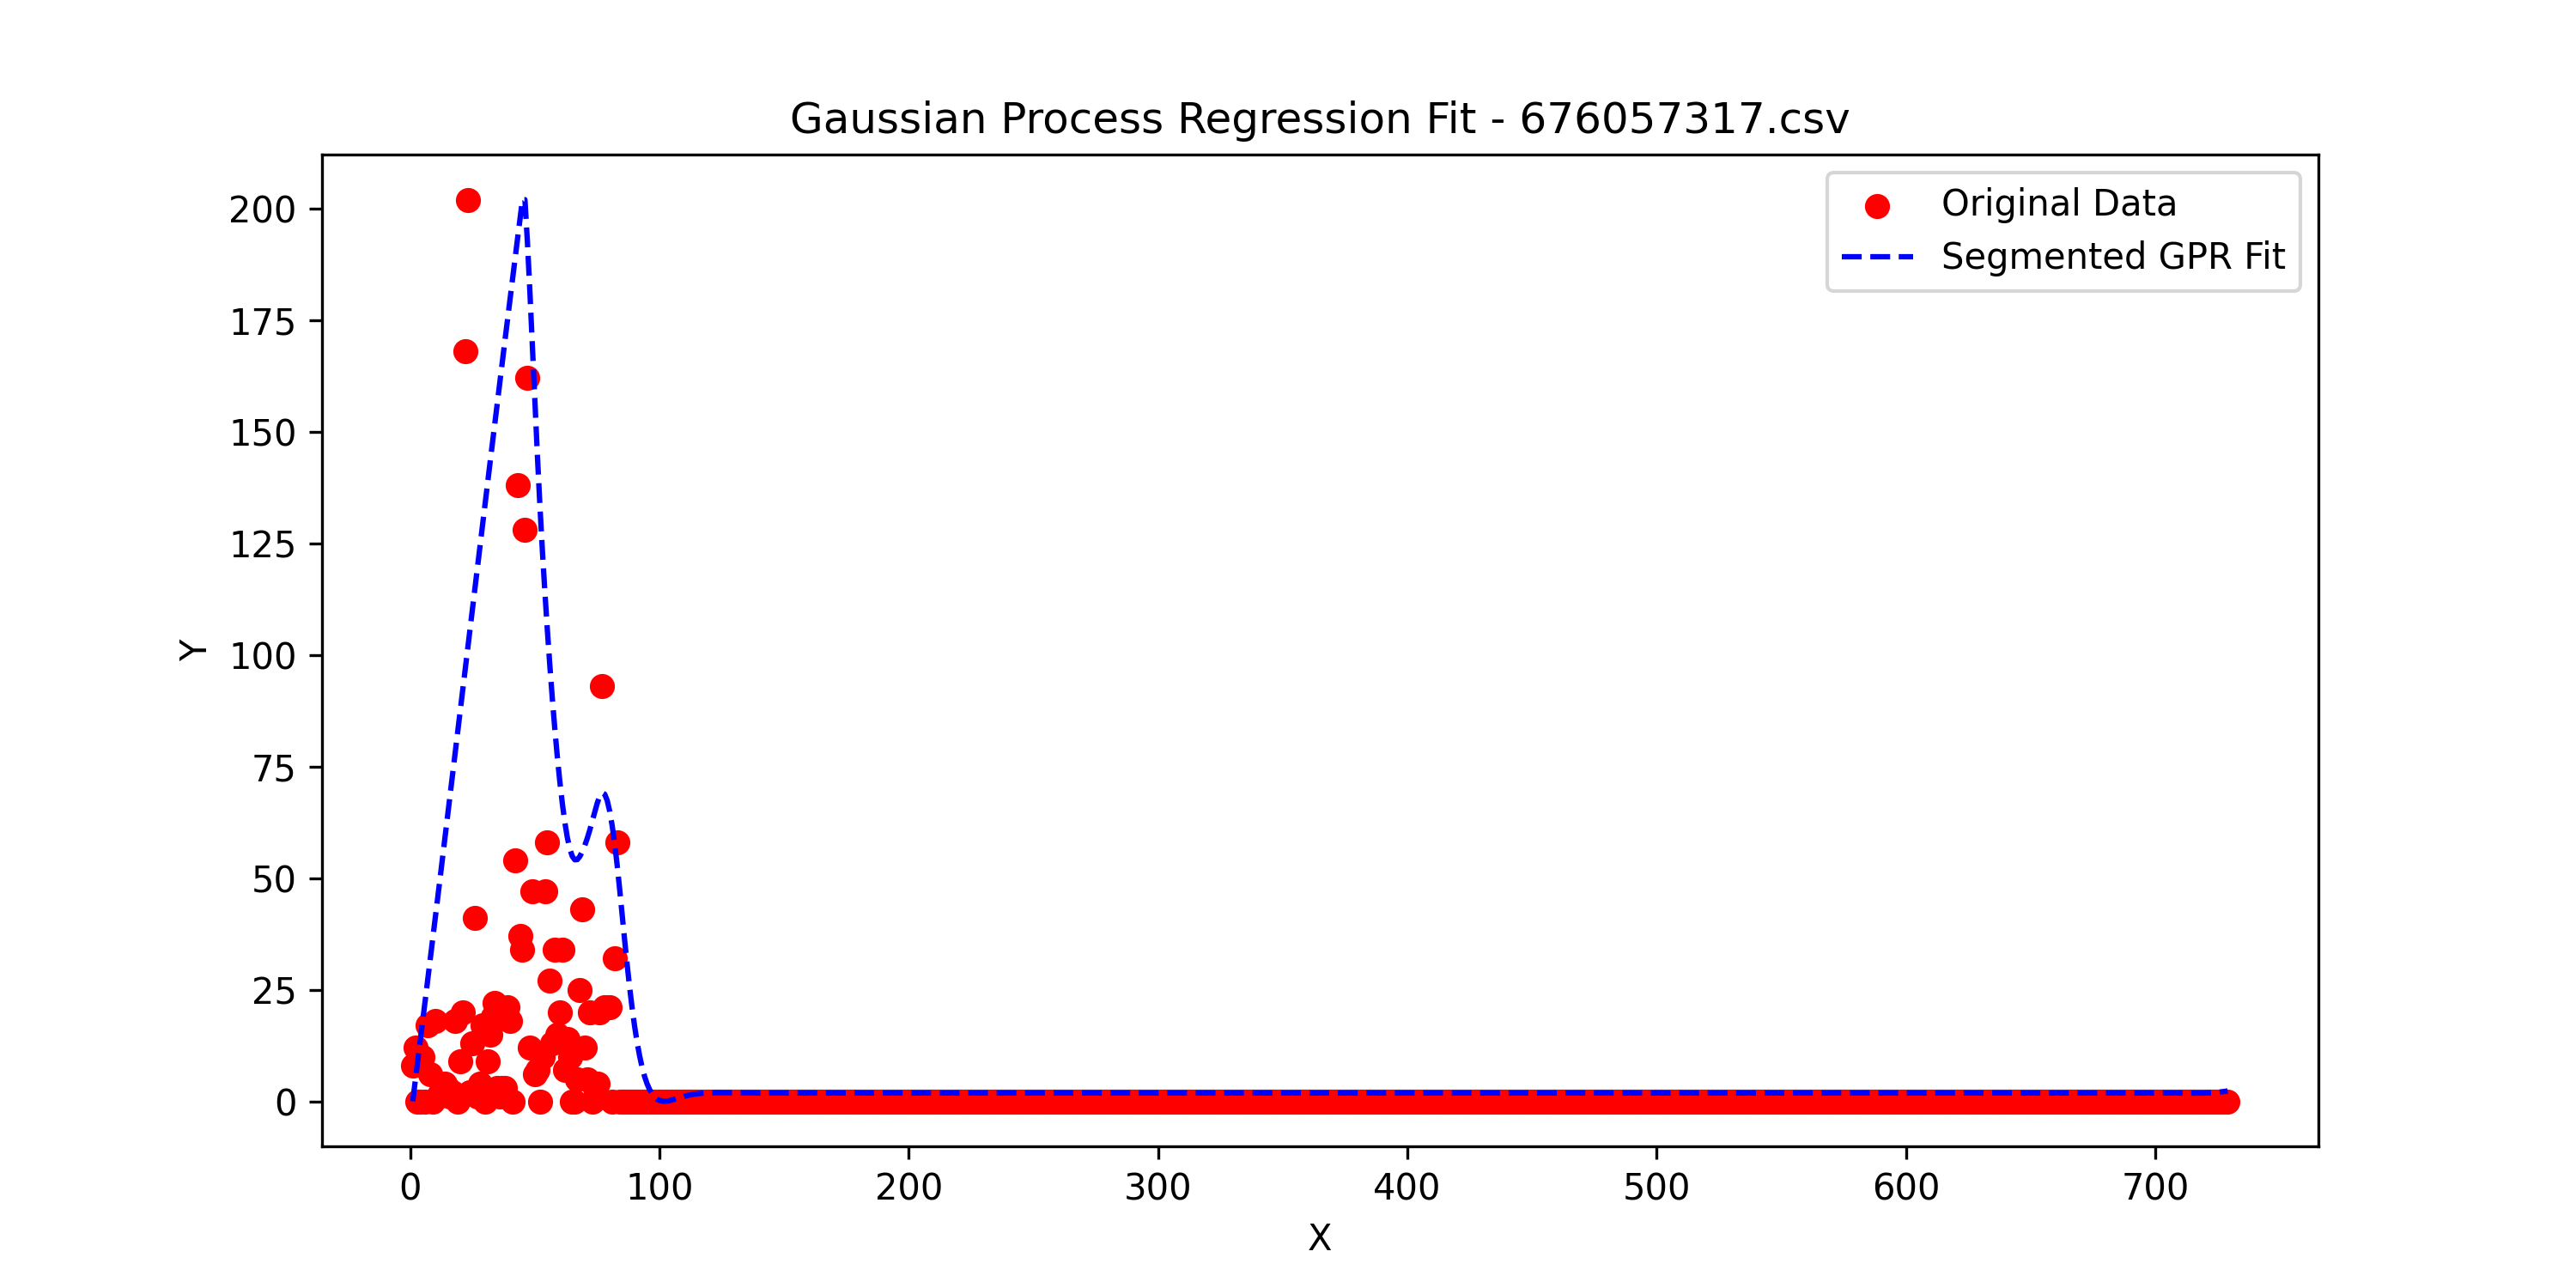 Gaussian Process Regression Fit - 676057317.csv
Original Data
Segmented GPR Fit
200
175
150
125
100
75
50
25
0
Y
0 100 200 300 400 500 600 700
X